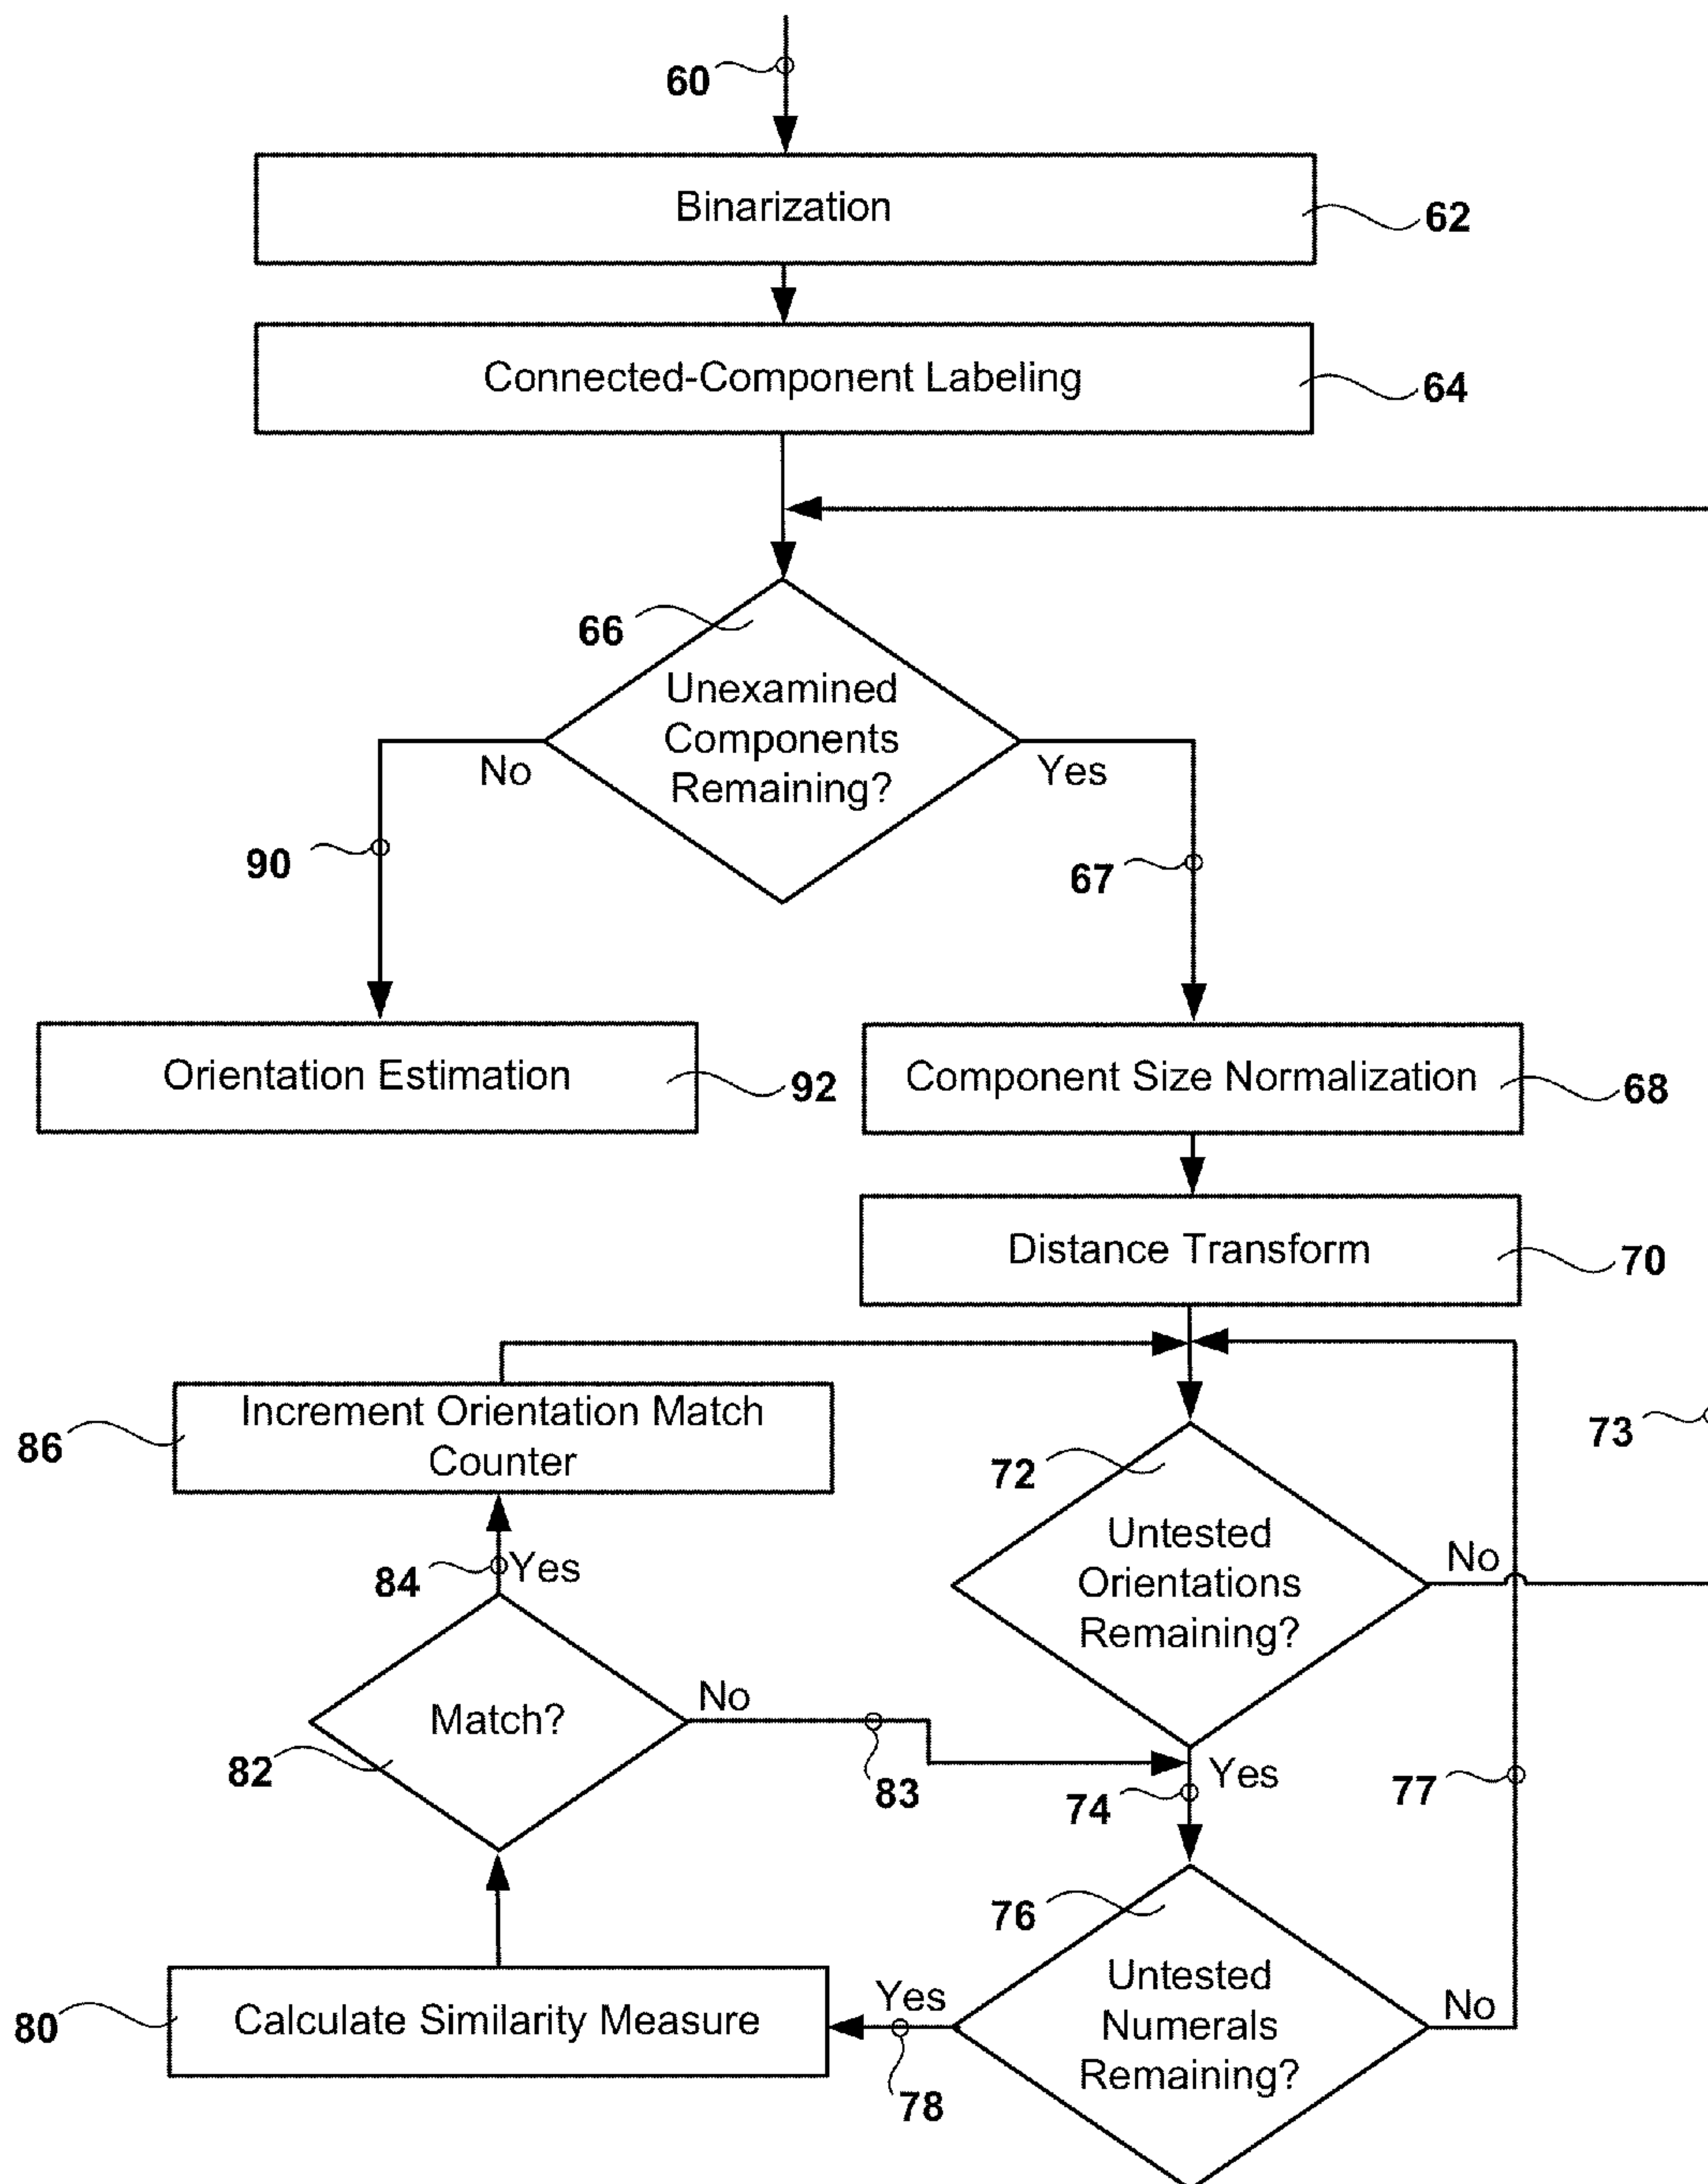 60
Binarization
62
Connected-Component Labeling
64
66
Unexamined
Components
Remaining?
No
Yes
90
67
Orientation Estimation
92
Component Size Normalization
68
Distance Transform
70
Increment Orientation Match
Counter
86
72
73
Untested
Orientations
Remaining?
No
84
Yes
Match?
No
82
83
Yes
74
77
76
Untested
Numerals
Remaining?
Yes
No
80
Calculate Similarity Measure
78